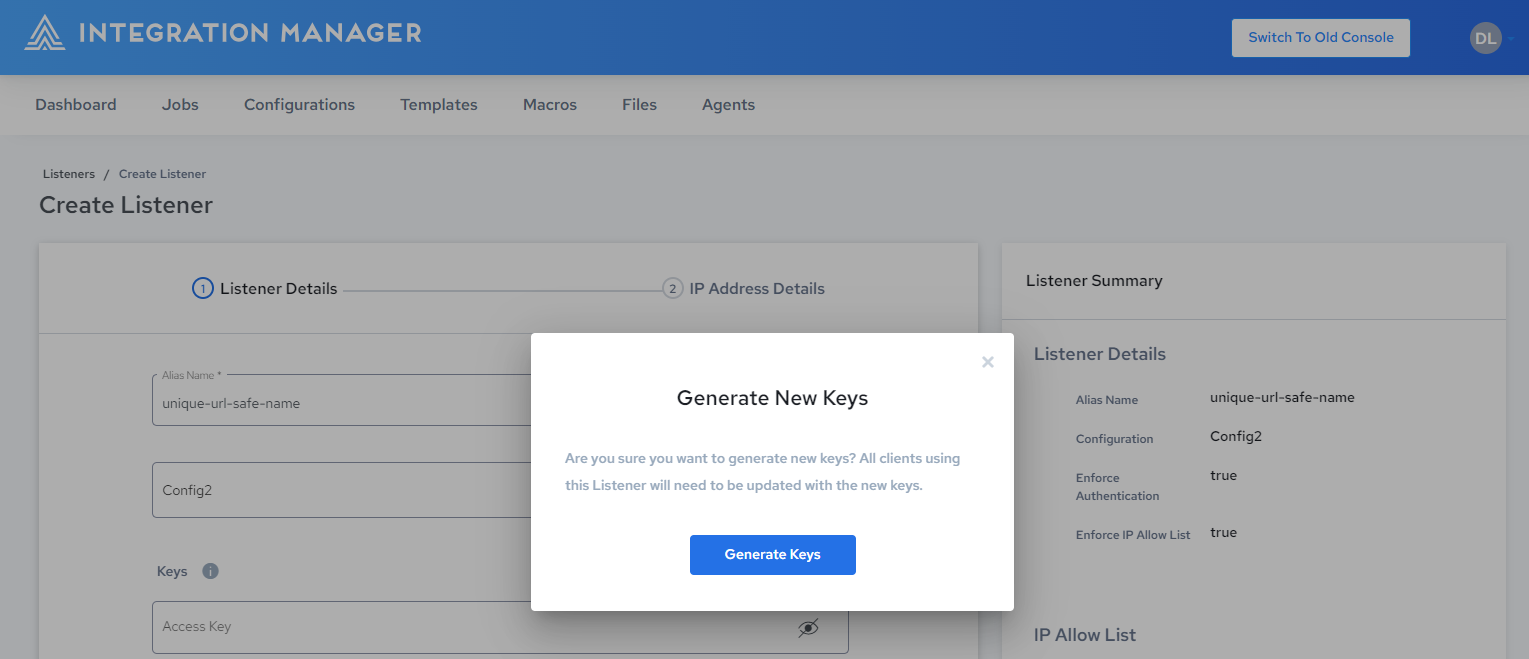 INTEGRATION MANAGER
Switch To Old Console
DL
Dashboard Jobs Configurations Templates Macros Files Agents
Listeners / Create Listener
Create Listener
1 Listener Details
2 IP Address Details
Alias Name *
unique-url-safe-name
Config2
Keys i
Access Key
Generate New Keys
Are you sure you want to generate new keys? All clients using
this Listener will need to be updated with the new keys.
Generate Keys
Listener Summary
Listener Details
Alias Name unique-url-safe-name
Configuration Config2
Enforce true
Authentication
Enforce IP Allow List true
IP Allow List